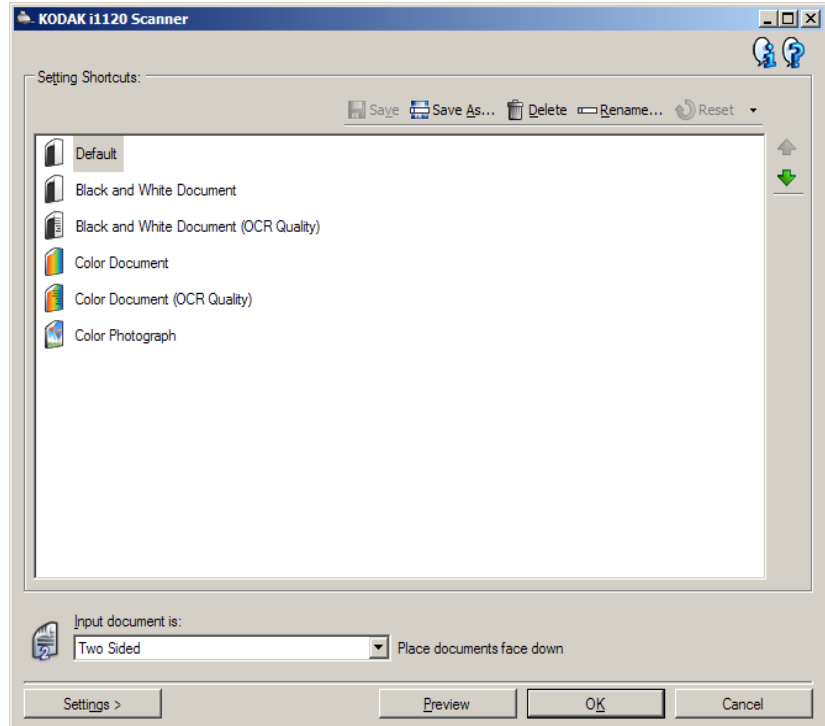 KODAK i1120 Scanner
Setting Shortcuts:
Save Save As... Delete Rename... Reset
Default
Black and White Document
Black and White Document (OCR Quality)
Color Document
Color Document (OCR Quality)
Color Photograph
Input document is:
2 Two Sided Place documents face down
Settings > Preview OK Cancel